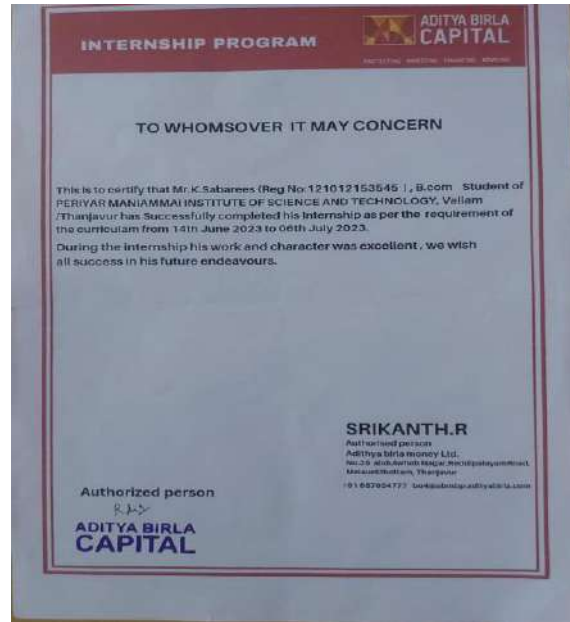 INTERNSHIP PROGRAM
ADITYA BIRLA
CAPITAL
TO WHOMSOVER IT MAY CONCERN
This is to certify that Mr.K.Sabarees (Reg No:121012153545 ), B.com Student of
PERIYAR MANIAMMAI INSTITUTE OF SCIENCE AND TECHNOLOGY, Vallam
/Thanjavur has Successfully completed his Internship as per the requirement of
the curriculam from 14th June 2023 to 06th July 2023.
During the internship his work and character was excellent, we wish
all success in his future endeavours.
SRIKANTH.R
Authorised person
Adithya birla money Ltd.
Thanjavur
Authorized person
ADITYA BIRLA
CAPITAL